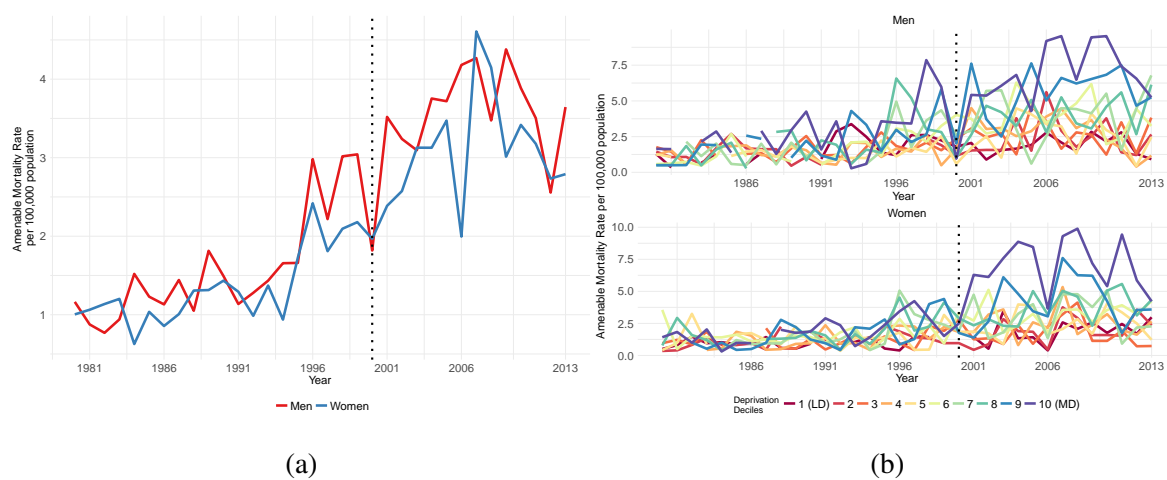 Amenable Mortality Rate
per 100,000 population
4
3
2
1
1981 1986 1991 1996 2001 2006 2013
Year
Men Women
(a)
Amenable Mortality Rate per 100,000 population
Men
7.5
5.0
2.5
0.0
1986 1991 1996 2001 2006 2013
Year
Women
10.0
7.5
5.0
2.5
0.0
1986 1991 1996 2001 2006 2013
Year
Deprivation
Deciles
1 (LD) 2 3 4 5 6 7 8 9 10 (MD)
(b)